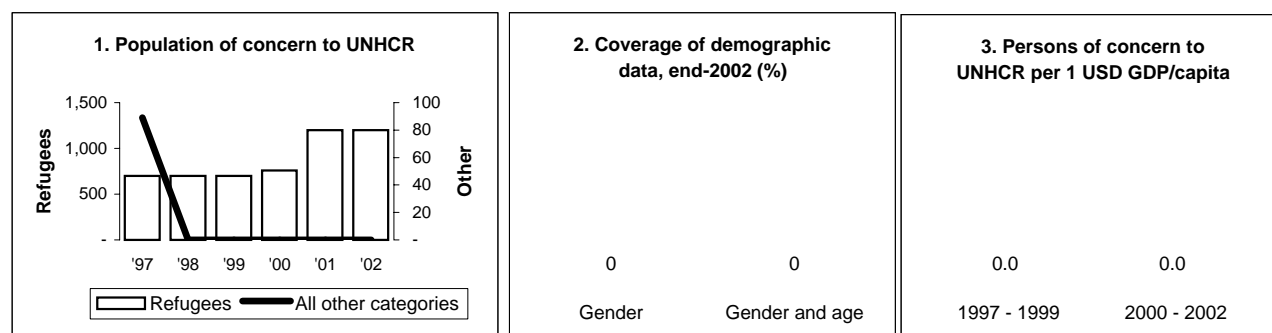 1. Population of concern to UNHCR
1,500
1,000
500
-
Refugees
100
80
60
40
20
-
Other
'97 '98 '99 '00 '01 '02
Refugees All other categories
2. Coverage of demographic
data, end-2002 (%)
0 0
Gender Gender and age
3. Persons of concern to
UNHCR per 1 USD GDP/capita
0.0 0.0
1997 - 1999 2000 - 2002